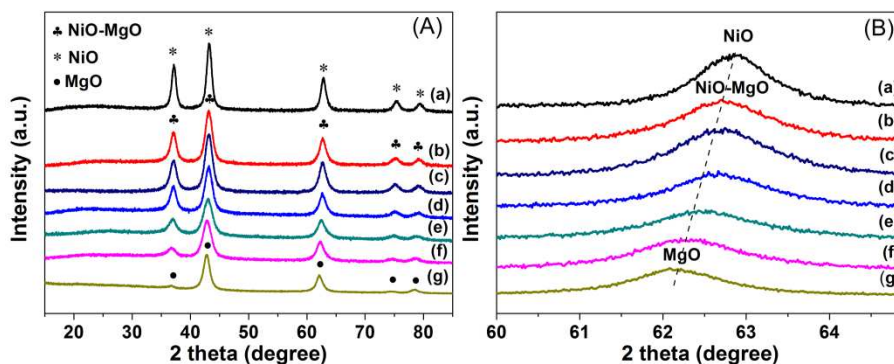 (A)
♣ NiO-MgO
* NiO
● MgO
(a)
(b)
(c)
(d)
(e)
(f)
(g)
Intensity (a.u.)
20 30 40 50 60 70 80
2 theta (degree)
(B)
NiO
NiO-MgO
MgO
(a)
(b)
(c)
(d)
(e)
(f)
(g)
Intensity (a.u.)
60 61 62 63 64
2 theta (degree)